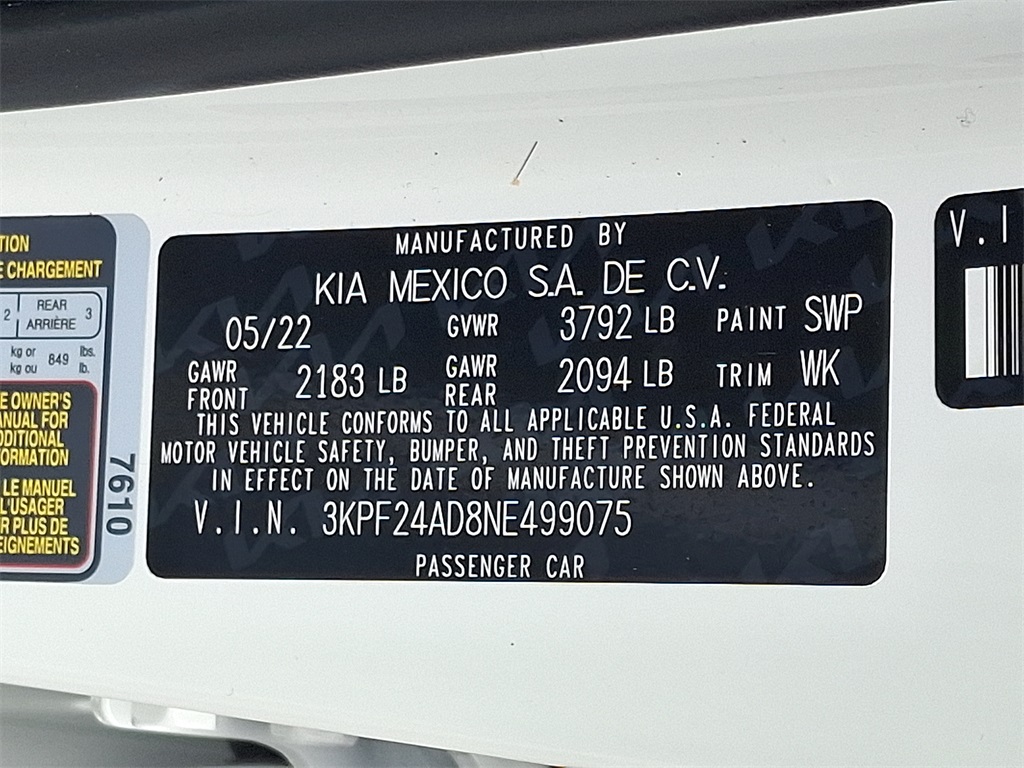 TION
E CHARGEMENT
2 REAR 3
ARRIÈRE
kg or 849 lbs.
kg ou lb.
E OWNER'S
ANUAL FOR
DDITIONAL
FORMATION
LE MANUEL
L'USAGER
R PLUS DE
EIGNEMENTS
7610
MANUFACTURED BY
KIA MEXICO S.A. DE C.V.
05/22 GVWR 3792 LB PAINT SWP
GAWR FRONT 2183 LB GAWR REAR 2094 LB TRIM WK
THIS VEHICLE CONFORMS TO ALL APPLICABLE U.S.A. FEDERAL
MOTOR VEHICLE SAFETY, BUMPER, AND THEFT PREVENTION STANDARDS
IN EFFECT ON THE DATE OF MANUFACTURE SHOWN ABOVE.
V.I.N. 3KPF24AD8NE499075
PASSENGER CAR
V.I